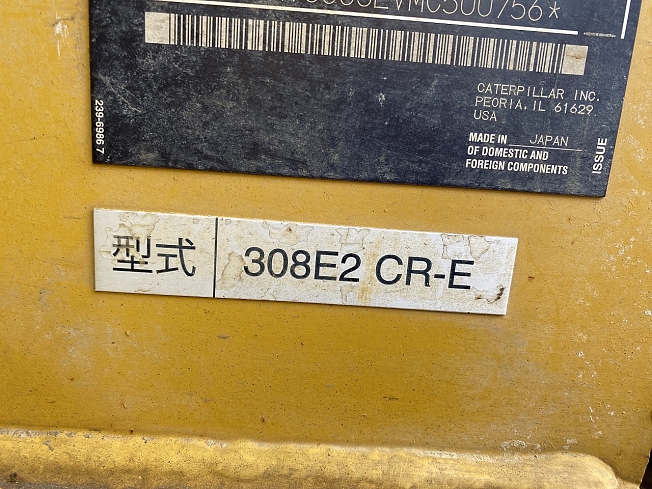 MC500756*
CATERPILLAR INC.
PEORIA, IL 61629
USA
MADE IN JAPAN
OF DOMESTIC AND
FOREIGN COMPONENTS
ISSUE
239-6986 7
型式 308E2 CR-E